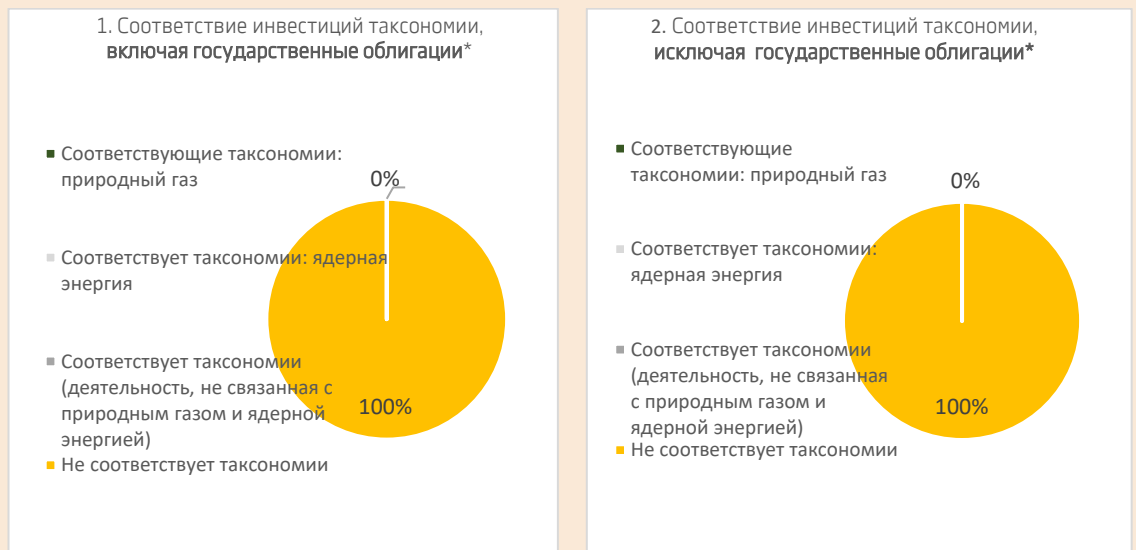 1. Соответствие инвестиций таксономии,
включая государственные облигации*
Соответствующие таксономии:
природный газ
0%
Соответствует таксономии: ядерная
энергия
Соответствует таксономии
(деятельность, не связанная с
природным газом и ядерной
энергией)
100%
Не соответствует таксономии
2. Соответствие инвестиций таксономии,
исключая государственные облигации*
Соответствующие
таксономии: природный газ
0%
Соответствует таксономии:
ядерная энергия
Соответствует таксономии
(деятельность, не связанная
с природным газом и
ядерной энергией)
100%
Не соответствует таксономии